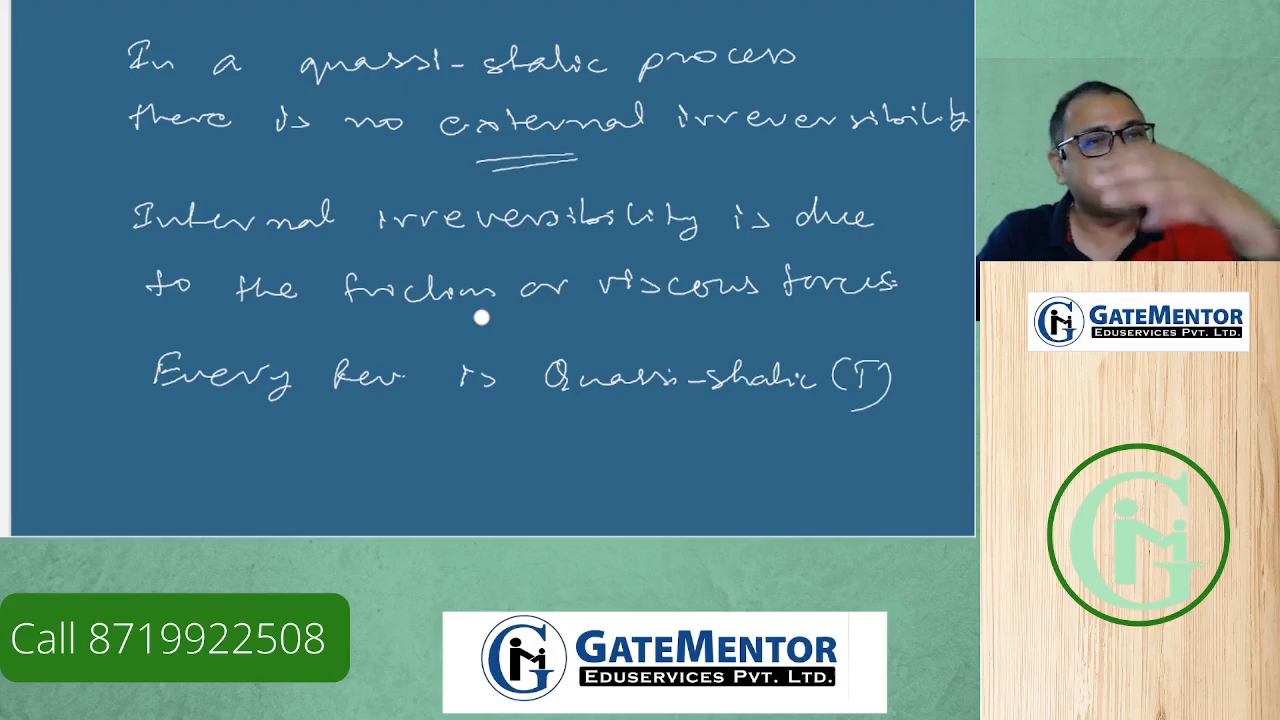 In a quassi-static process
there is no external irreversibility
Internal irreversibility is due
to the friction or viscous forces.
Every Rev. is Quassi-static (T)
GATEMENTOR
EDUSERVICES PVT. LTD.
Call 8719922508
GATEMENTOR
EDUSERVICES PVT. LTD.